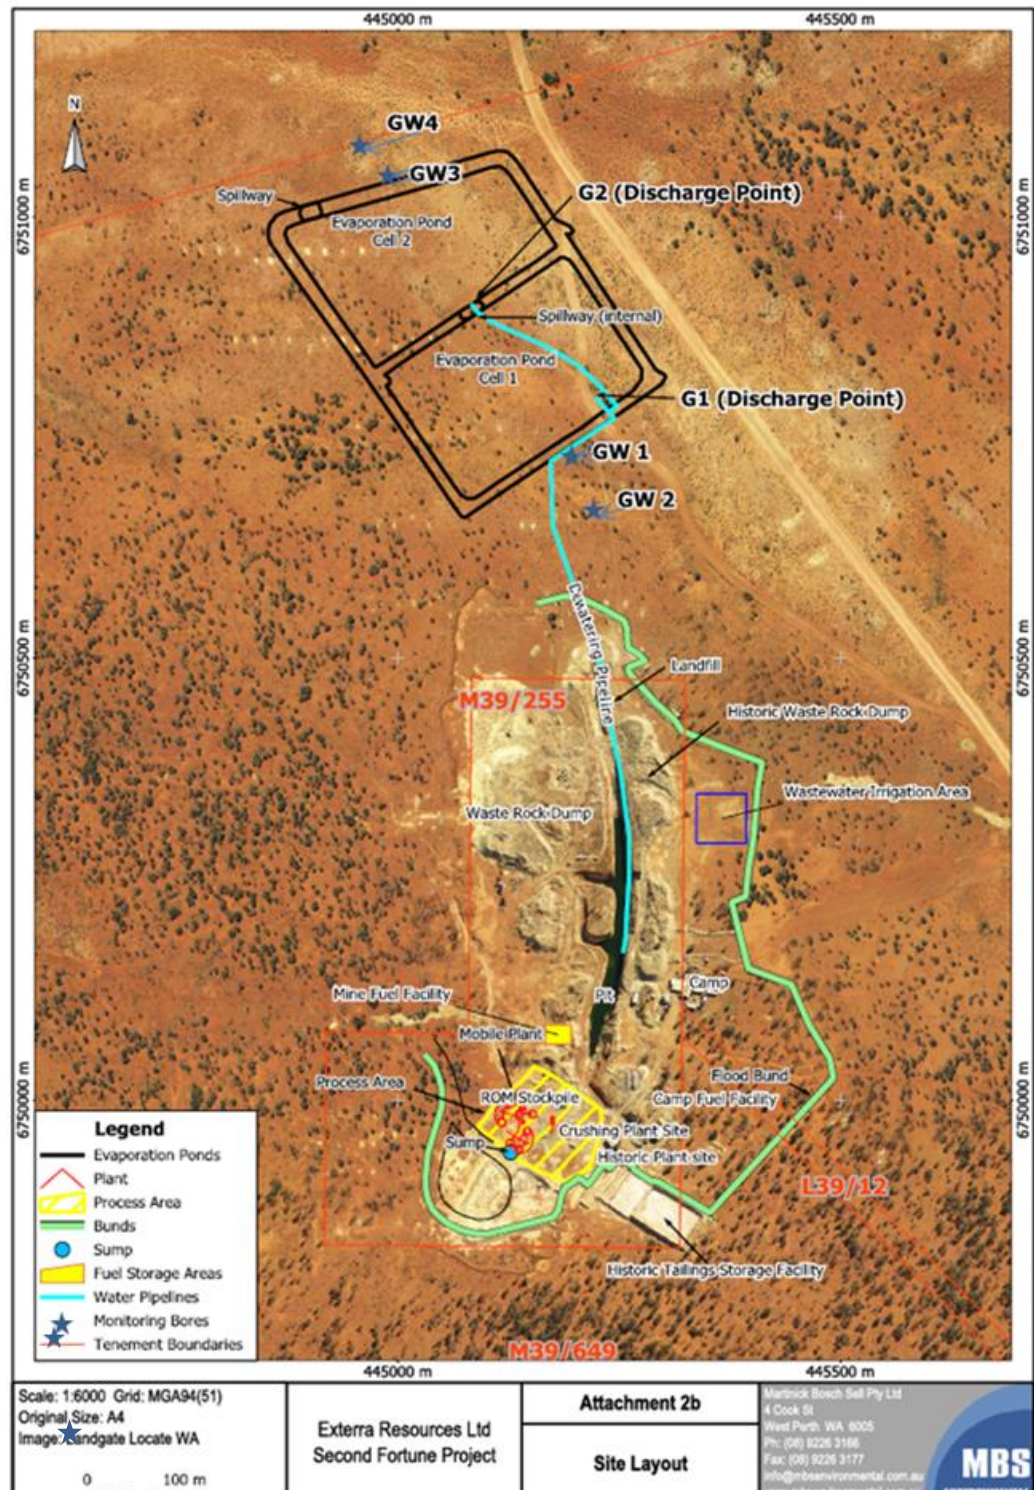 445000 m
445500 m
N
GW4
GW3
G2 (Discharge Point)
Spillway
Evaporation Pond
Cell 2
6751000 m
6751000 m
Spillway (internal)
Evaporation Pond
Cell 1
G1 (Discharge Point)
GW 1
GW 2
Dewatering Pipeline
6750500 m
6750500 m
Landfill
M39/255
Historic Waste Rock Dump
Wastewater Irrigation Area
Waste Rock Dump
Camp
Mine Fuel Facility
Pit
Mobile Plant
Process Area
Flood Bund
ROM Stockpile
Camp Fuel Facility
6750000 m
6750000 m
Crushing Plant Site
Sump
Historic Plant site
L39/12
Historic Tailings Storage Facility
M39/649
Legend
Evaporation Ponds
Plant
Process Area
Bunds
Sump
Fuel Storage Areas
Water Pipelines
Monitoring Bores
Tenement Boundaries
445000 m
445500 m
Scale: 1:6000 Grid: MGA94(51)
Original Size: A4
Image: Landgate Locate WA
0 100 m
Exterra Resources Ltd
Second Fortune Project
Attachment 2b
Site Layout
Martinick Bosch Sell Pty Ltd
4 Cook St
West Perth WA 6005
Ph: (08) 9226 3166
Fax: (08) 9226 3177
info@mbsenvironmental.com.au
MBS